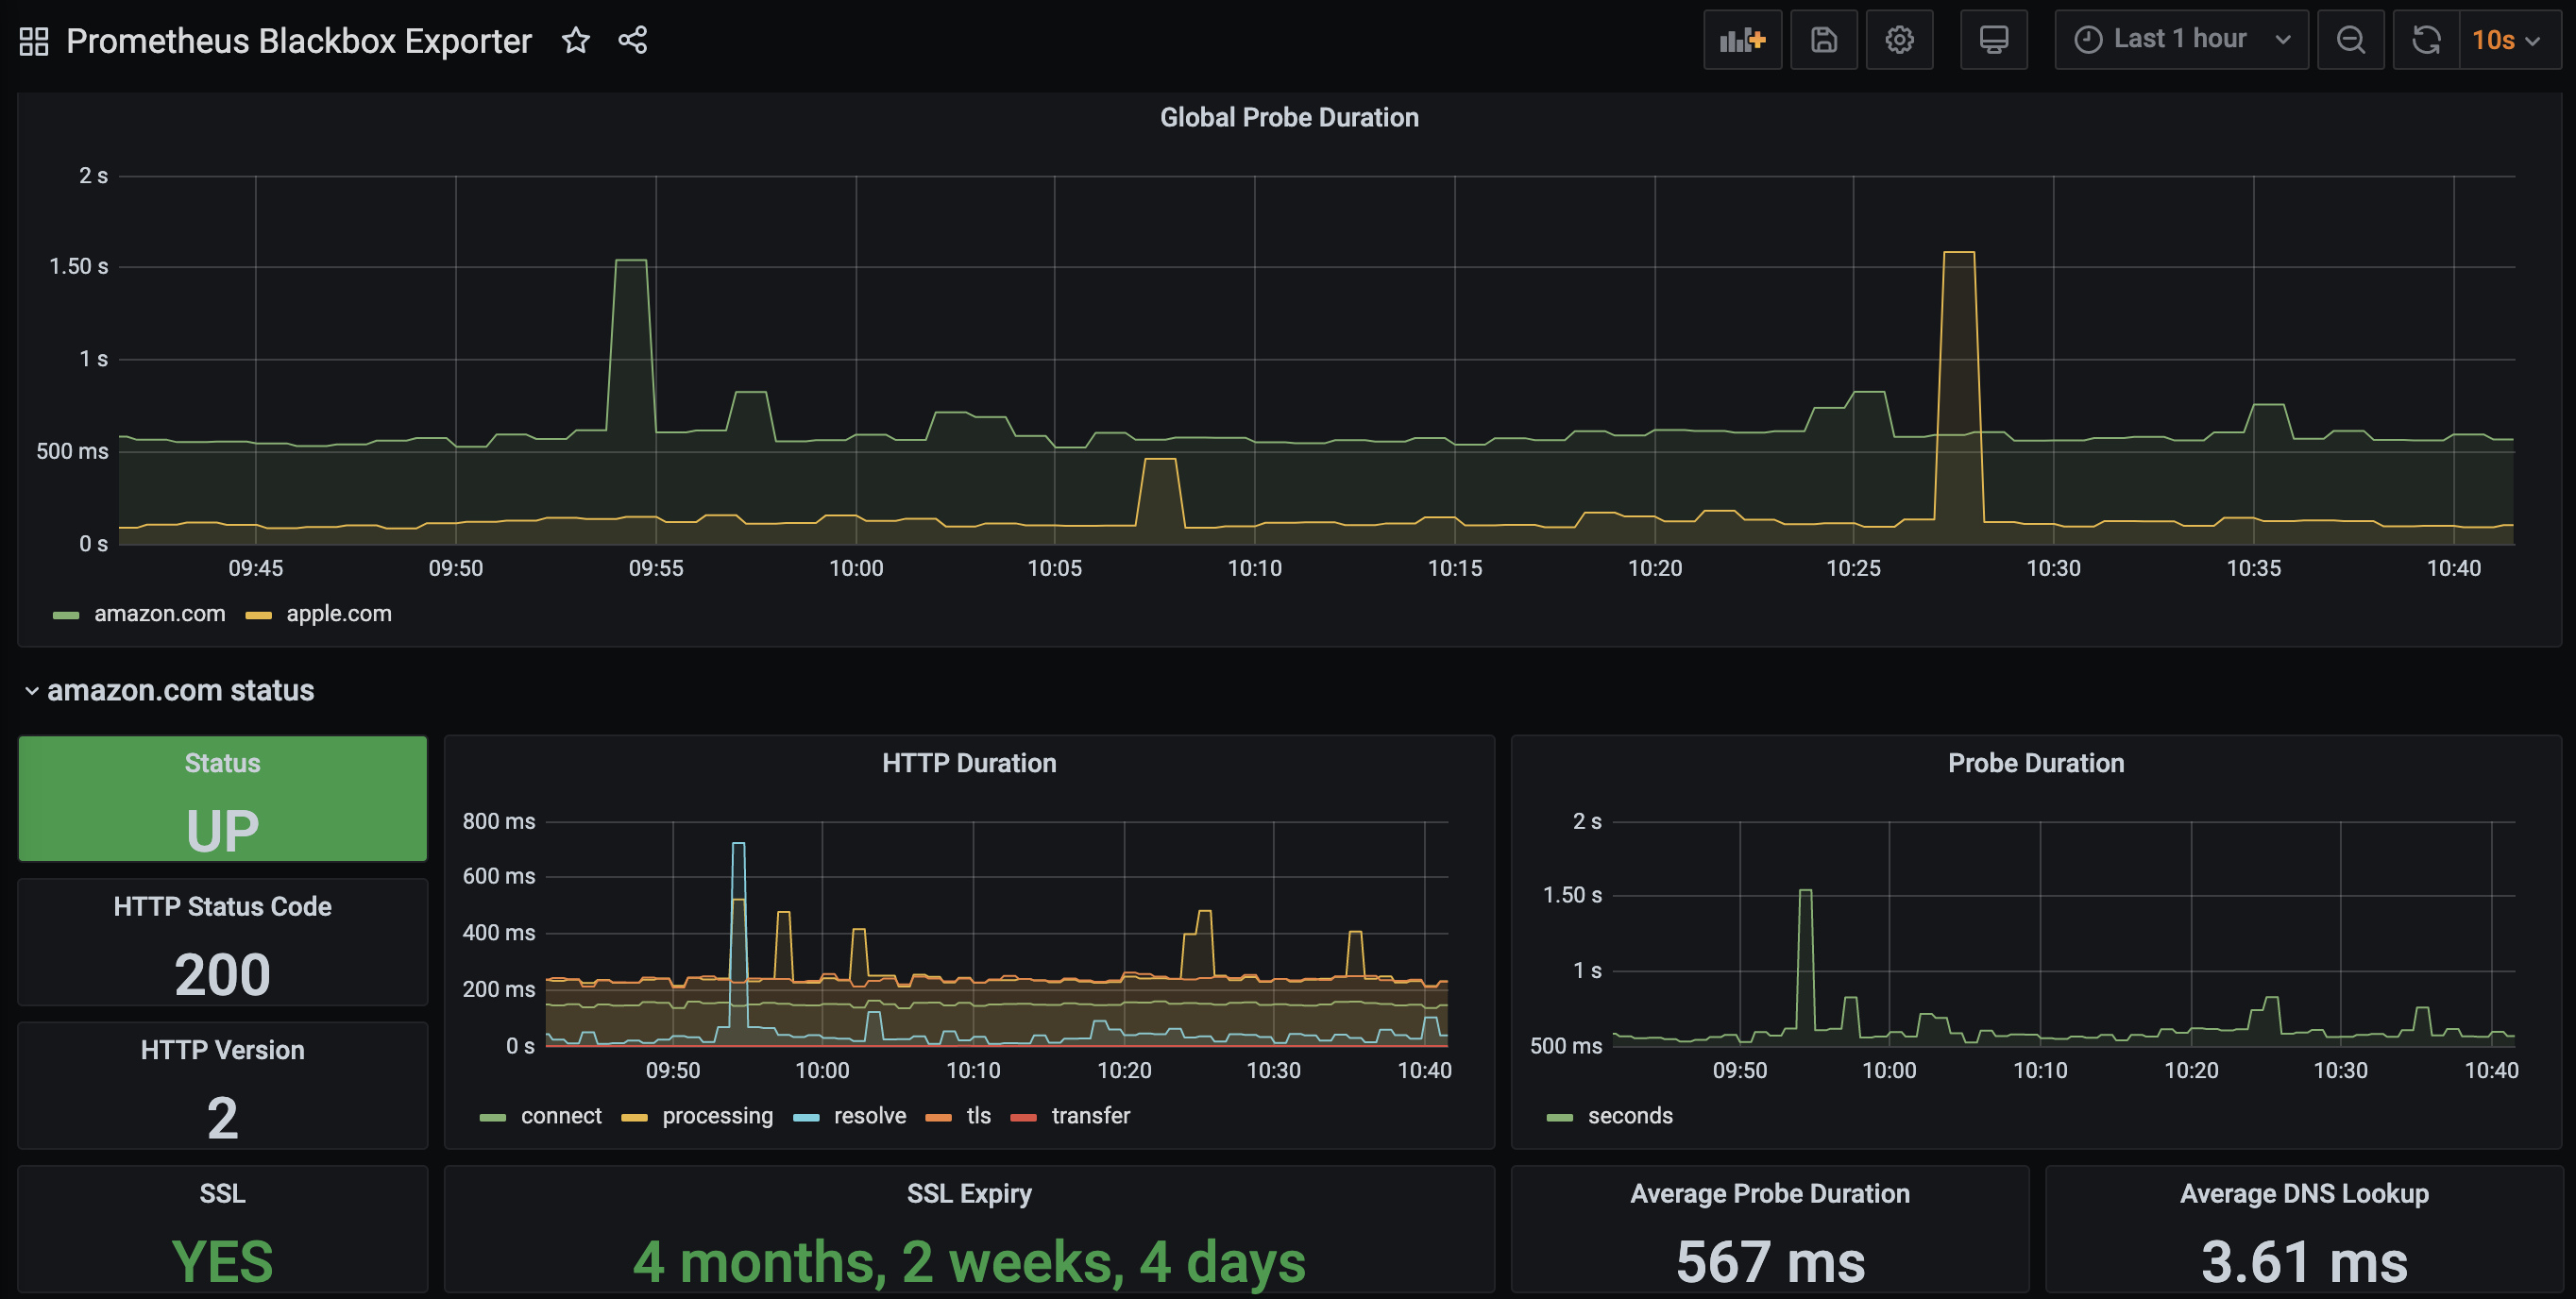 Prometheus Blackbox Exporter
Last 1 hour
10s
Global Probe Duration
2 s
1.50 s
1 s
500 ms
0 s
09:45 09:50 09:55 10:00 10:05 10:10 10:15 10:20 10:25 10:30 10:35 10:40
amazon.com apple.com
amazon.com status
Status
UP
HTTP Status Code
200
HTTP Version
2
HTTP Duration
800 ms
600 ms
400 ms
200 ms
0 s
09:50 10:00 10:10 10:20 10:30 10:40
connect processing resolve tls transfer
Probe Duration
2 s
1.50 s
1 s
500 ms
09:50 10:00 10:10 10:20 10:30 10:40
seconds
SSL
YES
SSL Expiry
4 months, 2 weeks, 4 days
Average Probe Duration
567 ms
Average DNS Lookup
3.61 ms